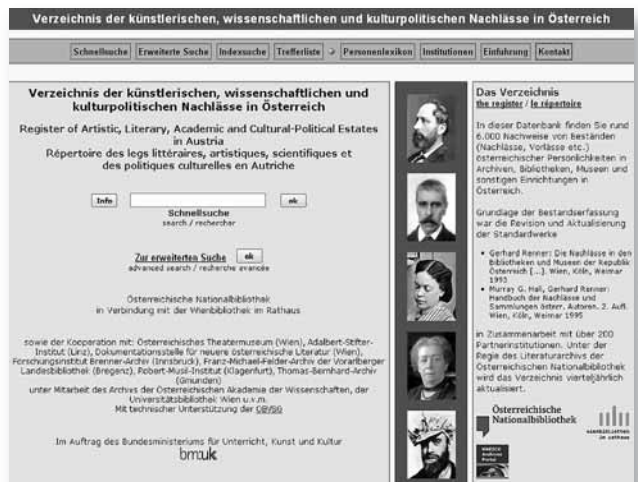 Verzeichnis der künstlerischen, wissenschaftlichen und kulturpolitischen Nachlässe in Österreich
Schnellsuche Erweiterte Suche Indexsuche Trefferliste Personenlexikon Institutionen Einführung Kontakt
Verzeichnis der künstlerischen, wissenschaftlichen und
kulturpolitischen Nachlässe in Österreich
Register of Artistic, Literary, Academic and Cultural-Political Estates
in Austria
Répertoire des legs littéraires, artistiques, scientifiques et
des politiques culturelles en Autriche
Info ok
Schnellsuche
search / rechercher
Zur erweiterten Suche ok
advanced search / recherche avancée
Österreichische Nationalbibliothek
in Verbindung mit der Wienbibliothek im Rathaus
sowie der Kooperation mit: Österreichisches Theatermuseum (Wien), Adalbert-Stifter-
Institut (Linz), Dokumentationsstelle für neuere österreichische Literatur (Wien),
Forschungsinstitut Brenner-Archiv (Innsbruck), Franz-Michael-Felder-Archiv der Vorarlberger
Landesbibliothek (Bregenz), Robert-Musil-Institut (Klagenfurt), Thomas-Bernhard-Archiv
(Gmunden)
unter Mitarbeit des Archivs der Österreichischen Akademie der Wissenschaften, der
Universitätsbibliothek Wien u.v.m.
Mit technischer Unterstützung der OBVSG
Im Auftrag des Bundesministeriums für Unterricht, Kunst und Kultur
bm:uk
Das Verzeichnis
the register / le répertoire
In dieser Datenbank finden Sie rund
6.000 Nachweise von Beständen
(Nachlässe, Vorlässe etc.)
österreichischer Persönlichkeiten in
Archiven, Bibliotheken, Museen und
sonstigen Einrichtungen in
Österreich.
Grundlage der Bestandserfassung
war die Revision und Aktualisierung
der Standardwerke
• Gerhard Renner: Die Nachlässe in den
Bibliotheken und Museen der Republik
Österreich [...]. Wien, Köln, Weimar
1993
• Murray G. Hall, Gerhard Renner:
Handbuch der Nachlässe und
Sammlungen österr. Autoren. 2. Aufl.
Wien, Köln, Weimar 1995
in Zusammenarbeit mit über 200
Partnerinstitutionen. Unter der
Regie des Literaturarchivs der
Österreichischen Nationalbibliothek
wird das Verzeichnis vierteljährlich
aktualisiert.
Österreichische
Nationalbibliothek
wienbibliothek
im rathaus
UNESCO
Archives
Portal